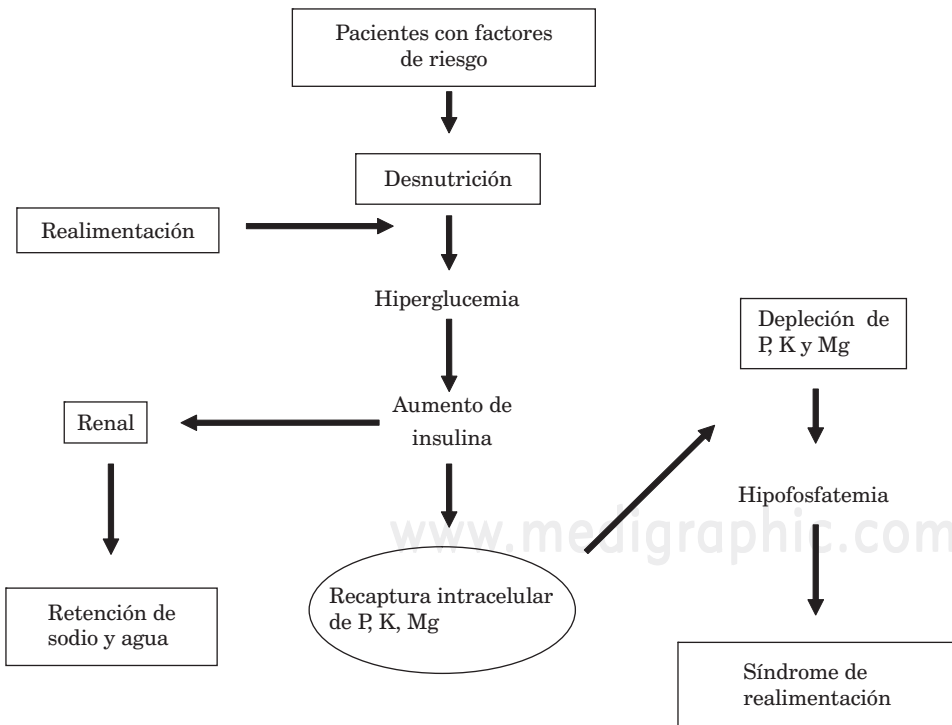 Pacientes con factores
de riesgo
Desnutrición
Realimentación
Hiperglucemia
Aumento de
insulina
Renal
Retención de
sodio y agua
Recaptura intracelular
de P, K, Mg
Depleción de
P, K y Mg
Hipofosfatemia
www.medigraphic.com
Síndrome de
realimentación